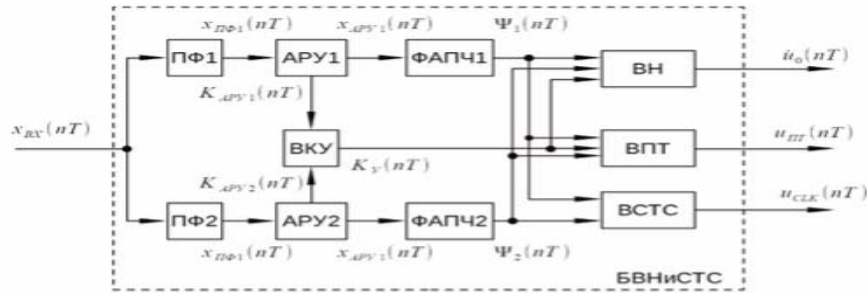 x_ПФ1(nT) x_АРУ1(nT) Ψ_1(nT)
ПФ1 АРУ1 ФАПЧ1 ВН u̇_0(nT)
K_АРУ1(nT)
x_ВХ(nT) ВКУ K_У(nT) ВПТ u_ПТ(nT)
K_АРУ2(nT)
ПФ2 АРУ2 ФАПЧ2 ВСТС u_CLK(nT)
x_ПФ1(nT) x_АРУ1(nT) Ψ_2(nT)
БВНиСТС